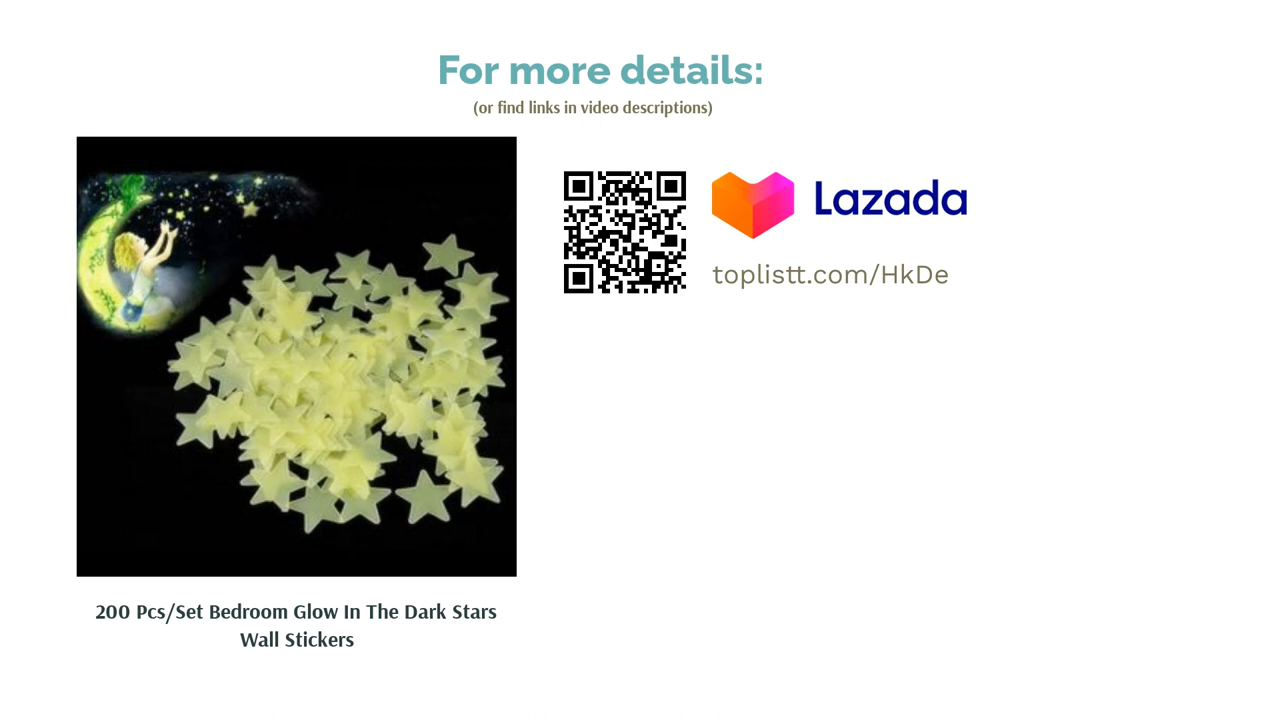 For more details:
(or find links in video descriptions)
Lazada
toplistt.com/HkDe
200 Pcs/Set Bedroom Glow In The Dark Stars
Wall Stickers